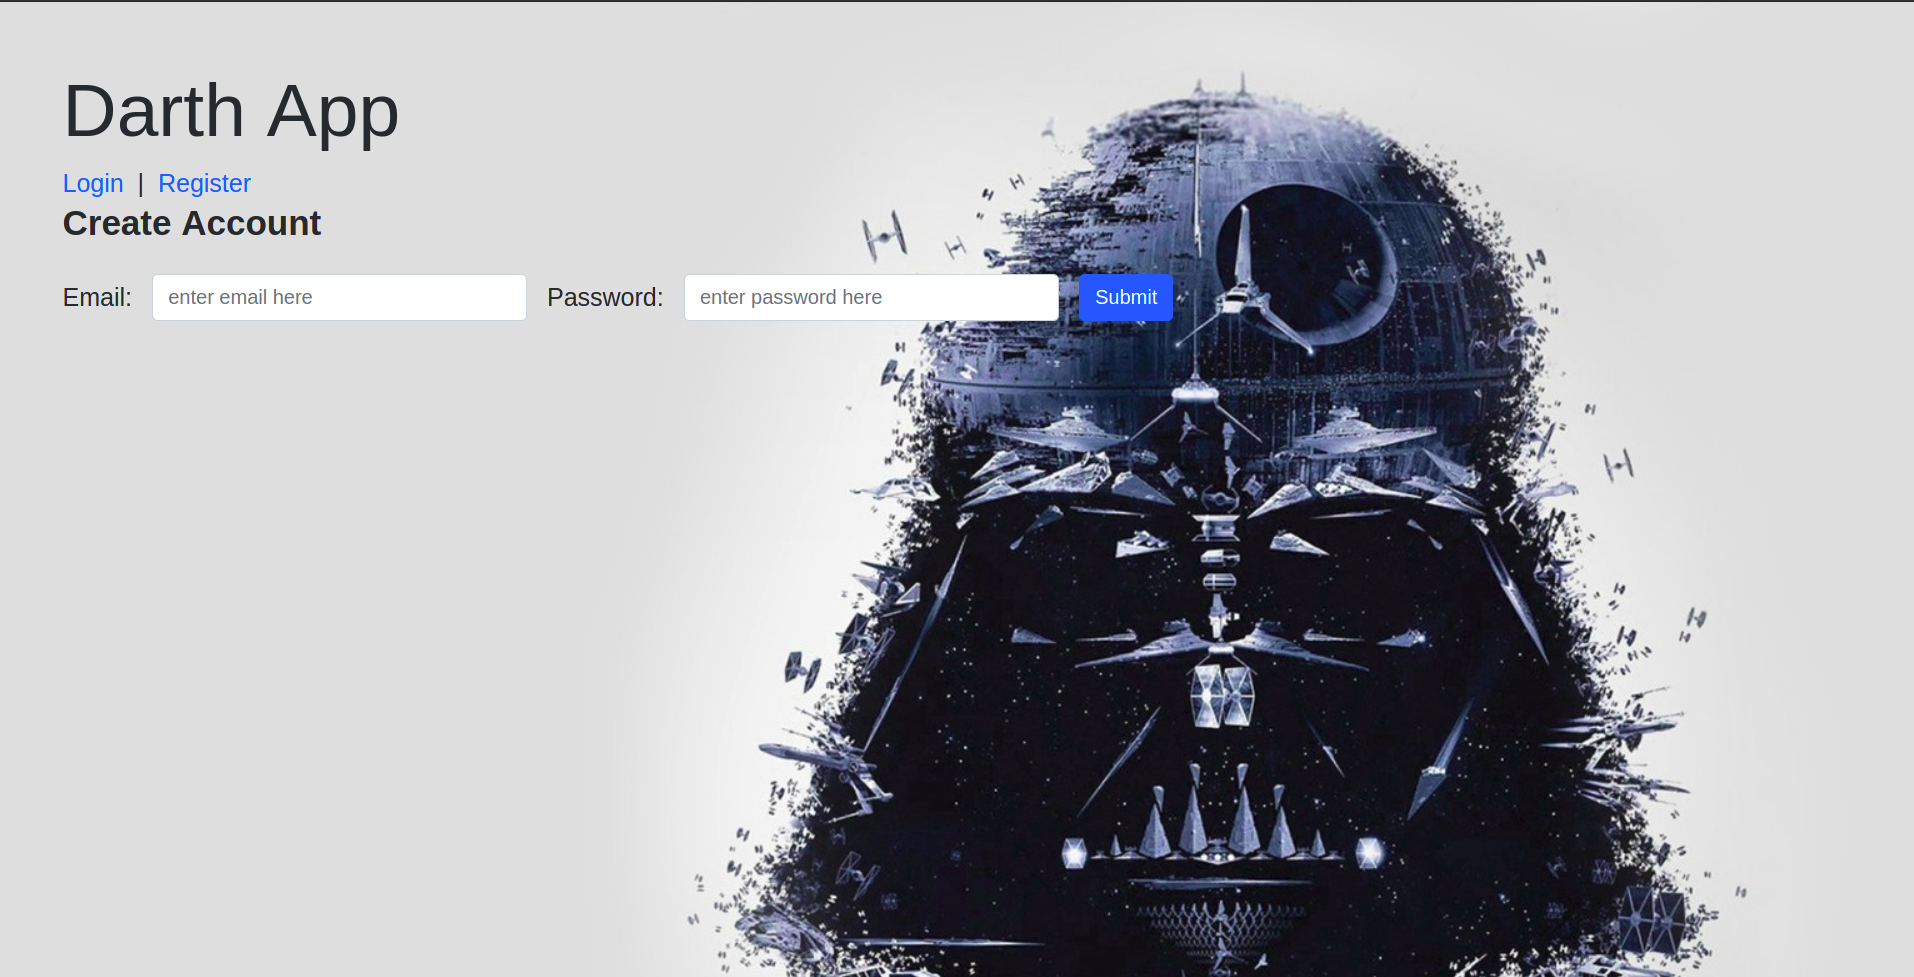 Darth App
Login | Register
Create Account
Email: enter email here Password: enter password here Submit